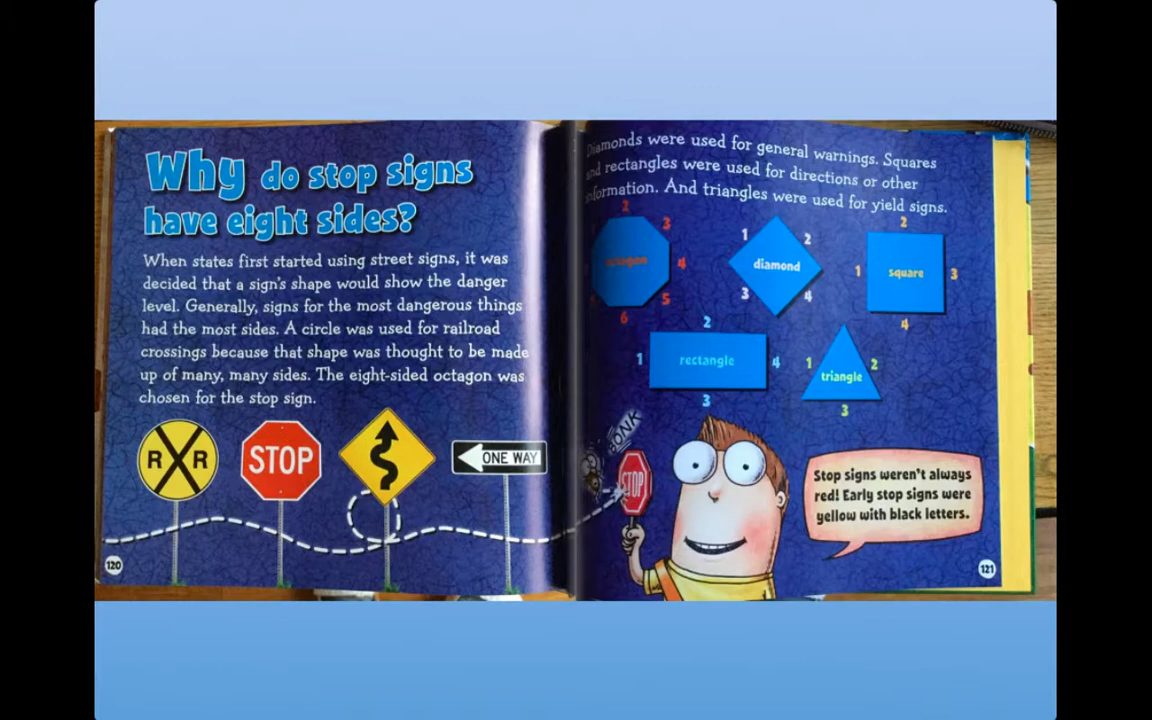 Why do stop signs
have eight sides?
When states first started using street signs, it was
decided that a sign's shape would show the danger
level. Generally, signs for the most dangerous things
had the most sides. A circle was used for railroad
crossings because that shape was thought to be made
up of many, many sides. The eight-sided octagon was
chosen for the stop sign.
R R
STOP
ONE WAY
120
Diamonds were used for general warnings. Squares
and rectangles were used for directions or other
information. And triangles were used for yield signs.
2
3
octagon
4
5
6
1
2
diamond
3
4
2
1
square
3
4
2
1
rectangle
4
3
1
2
triangle
3
HONK
STOP
Stop signs weren't always
red! Early stop signs were
yellow with black letters.
121